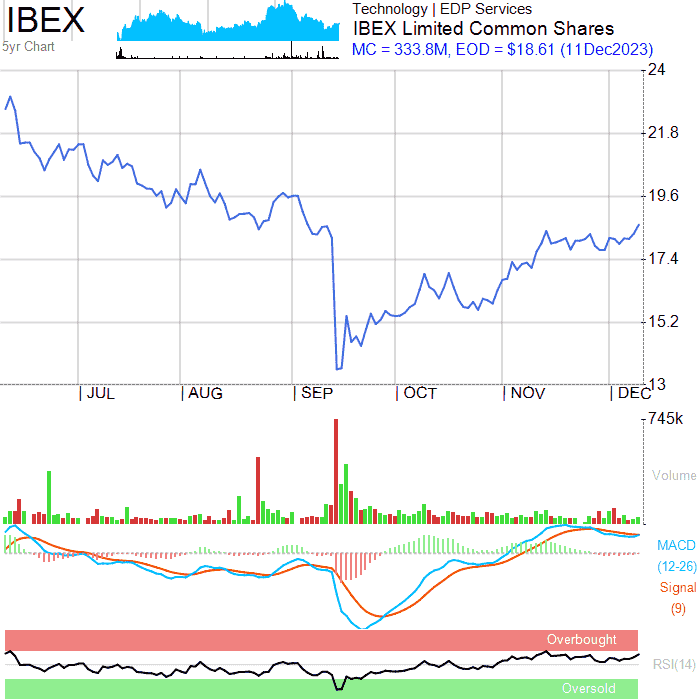 IBEX
5yr Chart
Technology | EDP Services
IBEX Limited Common Shares
MC = 333.8M, EOD = $18.61 (11Dec2023)
24
21.8
19.6
17.4
15.2
13
JUL AUG SEP OCT NOV DEC
745k
Volume
MACD
(12-26)
Signal
(9)
Overbought
RSI(14)
Oversold